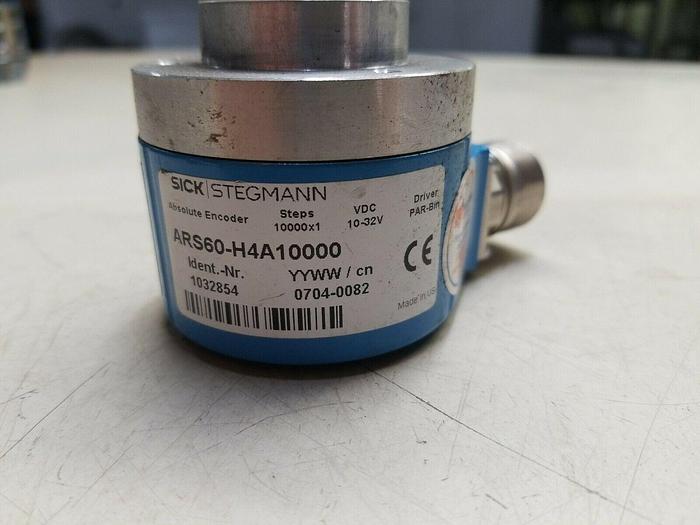 SICK|STEGMANN
Absolute Encoder Steps VDC Driver
10000x1 10-32V PAR-Bin
ARS60-H4A10000
Ident.-Nr. YYWW / cn
1032854 0704-0082
CE
Made in US